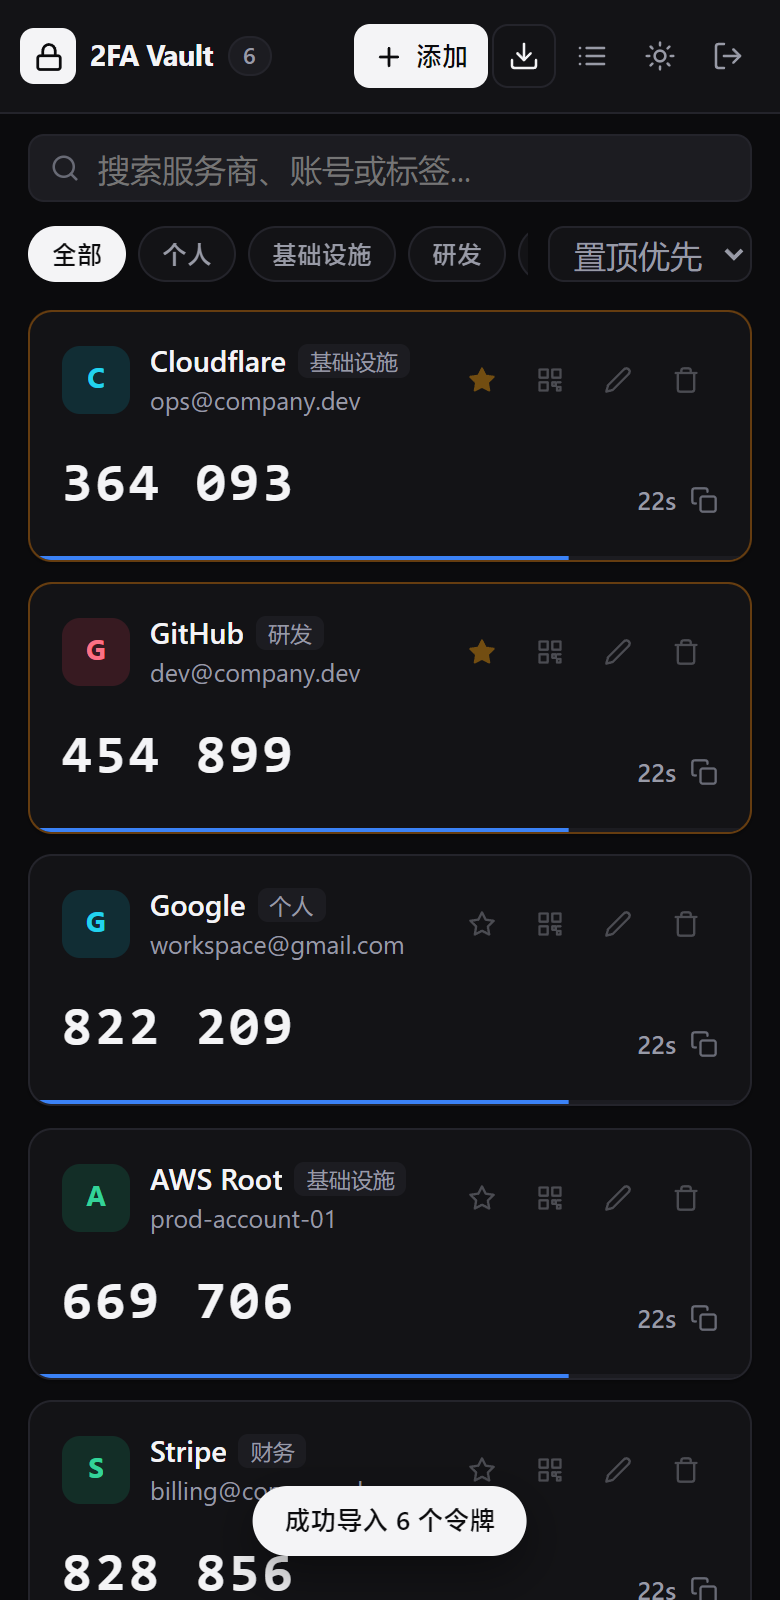 2FA Vault 6 添加
搜索服务商、账号或标签...
全部 个人 基础设施 研发 置顶优先
C Cloudflare 基础设施
ops@company.dev
364 093
22s
G GitHub 研发
dev@company.dev
454 899
22s
G Google 个人
workspace@gmail.com
822 209
22s
A AWS Root 基础设施
prod-account-01
669 706
22s
S Stripe 财务
成功导入 6 个令牌
828 856
22s